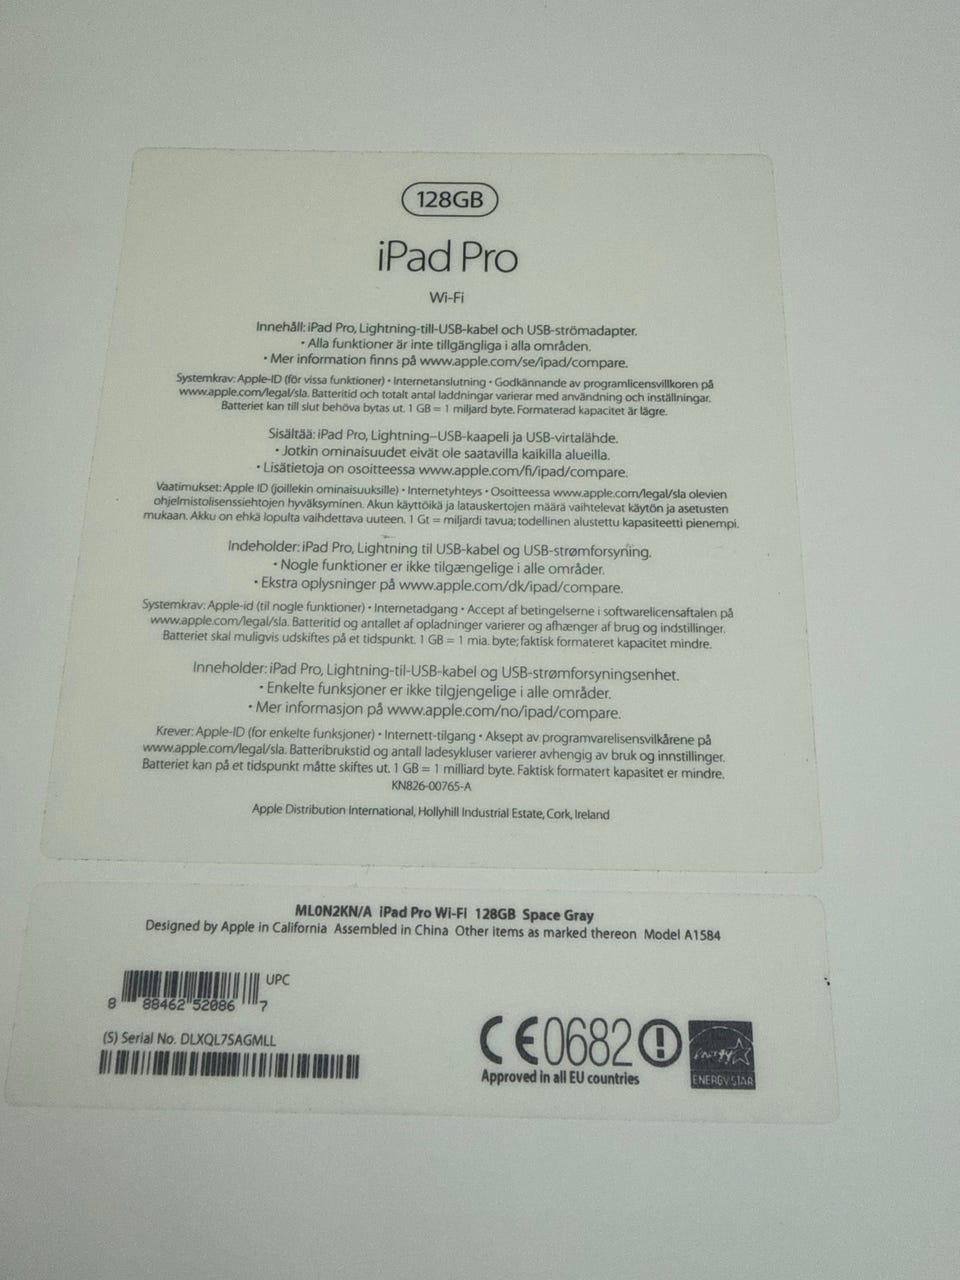 128GB
iPad Pro
Wi-Fi
Innehåll: iPad Pro, Lightning-till-USB-kabel och USB-strömadapter.
• Alla funktioner är inte tillgängliga i alla områden.
• Mer information finns på www.apple.com/se/ipad/compare.
Systemkrav: Apple-ID (för vissa funktioner) • Internetanslutning • Godkännande av programlicensvillkoren på
www.apple.com/legal/sla. Batteritid och totalt antal laddningar varierar med användning och inställningar.
Batteriet kan till slut behöva bytas ut. 1 GB = 1 miljard byte. Formaterad kapacitet är lägre.
Sisältää: iPad Pro, Lightning–USB-kaapeli ja USB-virtalähde.
• Jotkin ominaisuudet eivät ole saatavilla kaikilla alueilla.
• Lisätietoja on osoitteessa www.apple.com/fi/ipad/compare.
Vaatimukset: Apple ID (joillekin ominaisuuksille) • Internetyhteys • Osoitteessa www.apple.com/legal/sla olevien
ohjelmistolisenssiehtojen hyväksyminen. Akun käyttöikä ja latauskertojen määrä vaihtelevat käytön ja asetusten
mukaan. Akku on ehkä lopulta vaihdettava uuteen. 1 Gt = miljardi tavua; todellinen alustettu kapasiteetti pienempi.
Indeholder: iPad Pro, Lightning til USB-kabel og USB-strømforsyning.
• Nogle funktioner er ikke tilgængelige i alle områder.
• Ekstra oplysninger på www.apple.com/dk/ipad/compare.
Systemkrav: Apple-id (til nogle funktioner) • Internetadgang • Accept af betingelserne i softwarelicensaftalen på
www.apple.com/legal/sla. Batteritid og antallet af opladninger varierer og afhænger af brug og indstillinger.
Batteriet skal muligvis udskiftes på et tidspunkt. 1 GB = 1 mia. byte; faktisk formateret kapacitet mindre.
Inneholder: iPad Pro, Lightning-til-USB-kabel og USB-strømforsyningsenhet.
• Enkelte funksjoner er ikke tilgjengelige i alle områder.
• Mer informasjon på www.apple.com/no/ipad/compare.
Krever: Apple-ID (for enkelte funksjoner) • Internett-tilgang • Aksept av programvarelisensvilkårene på
www.apple.com/legal/sla. Batteribrukstid og antall ladesykluser varierer avhengig av bruk og innstillinger.
Batteriet kan på et tidspunkt måtte skiftes ut. 1 GB = 1 milliard byte. Faktisk formatert kapasitet er mindre.
KN826-00765-A
Apple Distribution International, Hollyhill Industrial Estate, Cork, Ireland
ML0N2KN/A iPad Pro Wi-Fi 128GB Space Gray
Designed by Apple in California Assembled in China Other items as marked thereon Model A1584
UPC
8 88462 52086 7
(S) Serial No. DLXQL7SAGMLL
CE0682
Approved in all EU countries
energy
ENERGY STAR